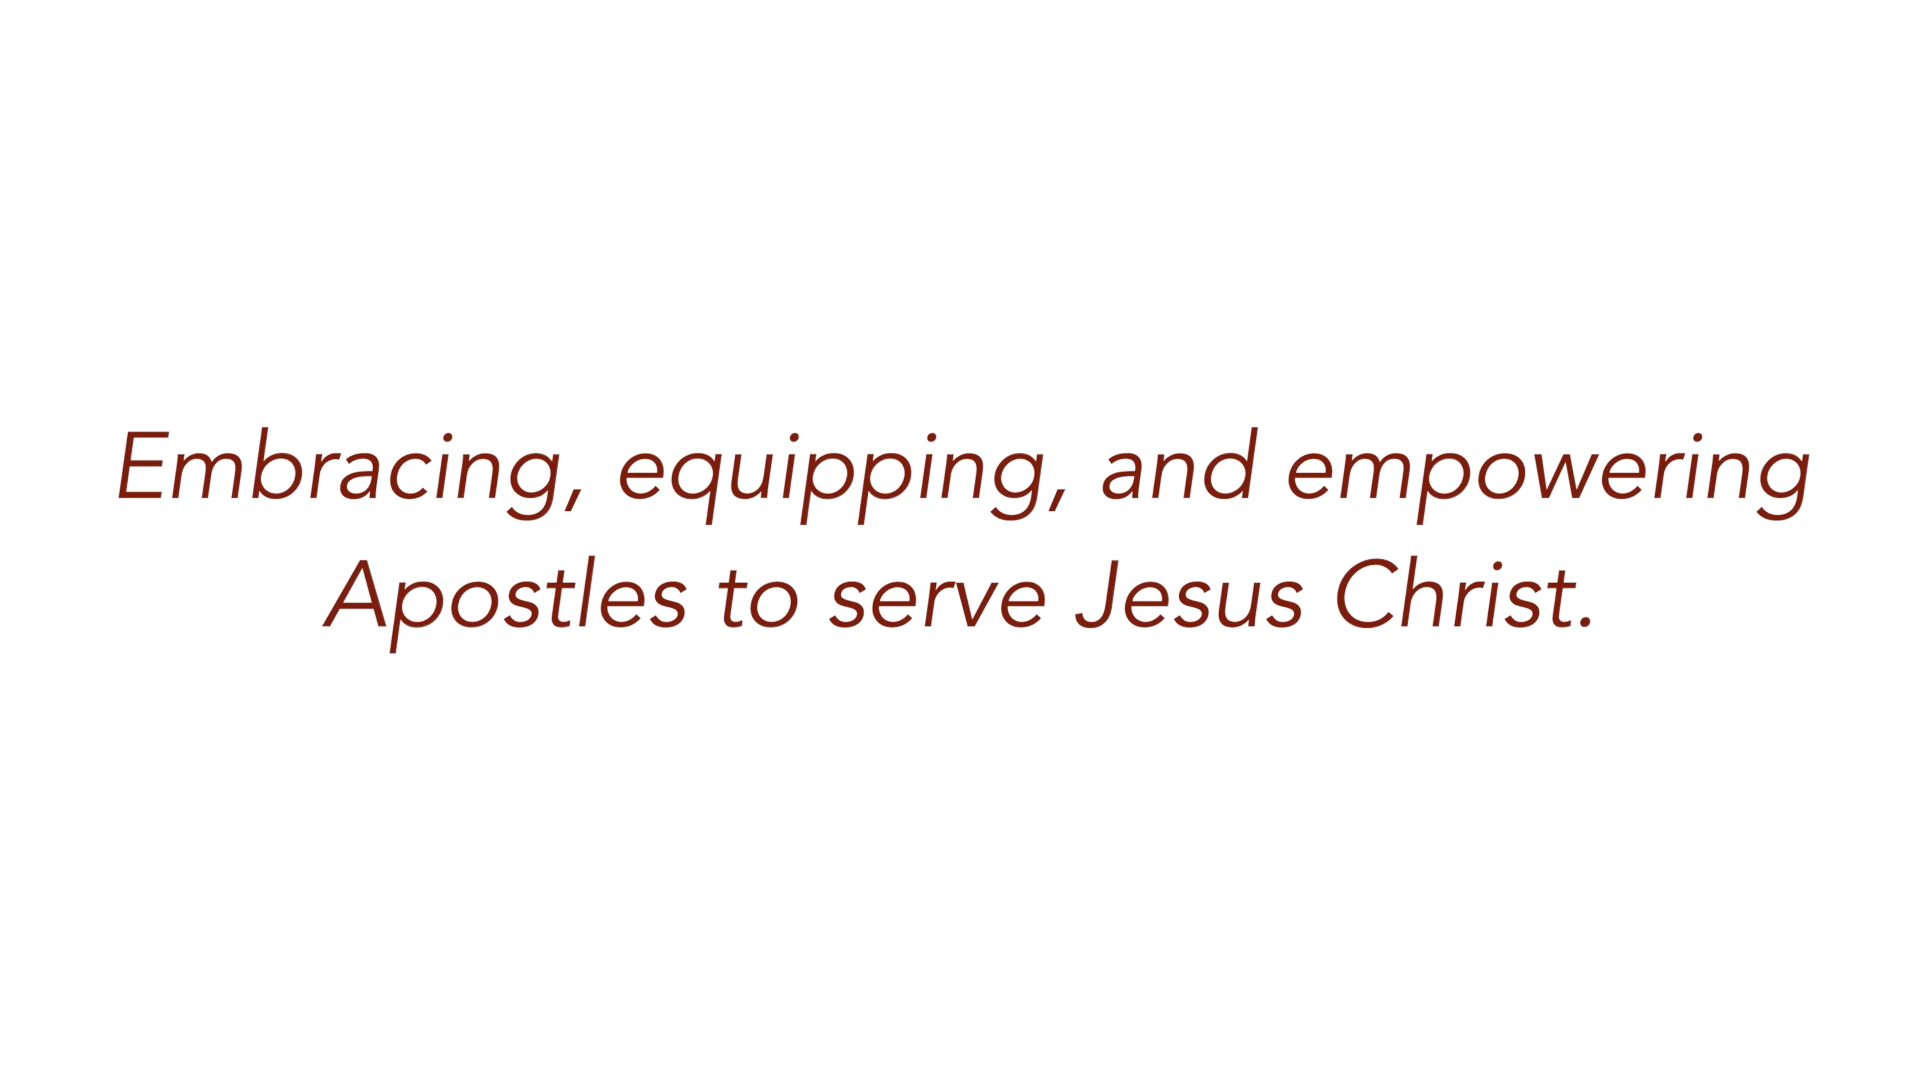 Embracing, equipping, and empowering
Apostles to serve Jesus Christ.